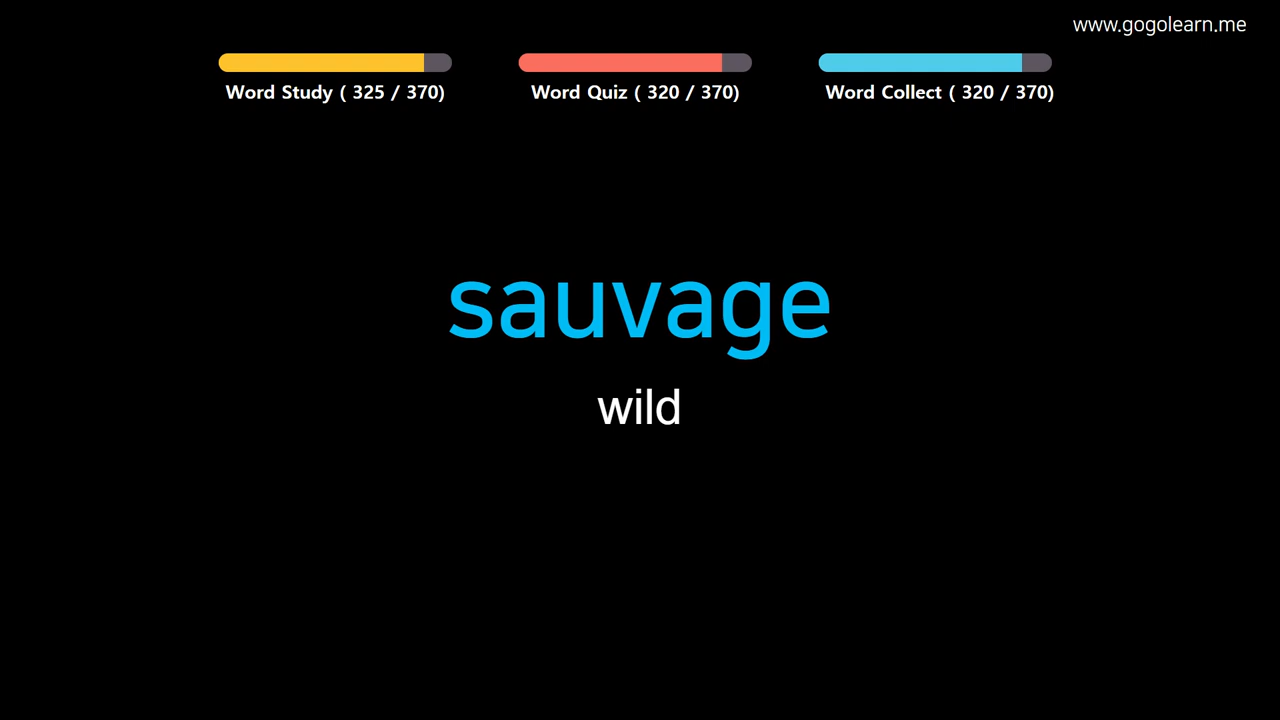 www.gogolearn.me
Word Study ( 325 / 370)
Word Quiz ( 320 / 370)
Word Collect ( 320 / 370)
sauvage
wild